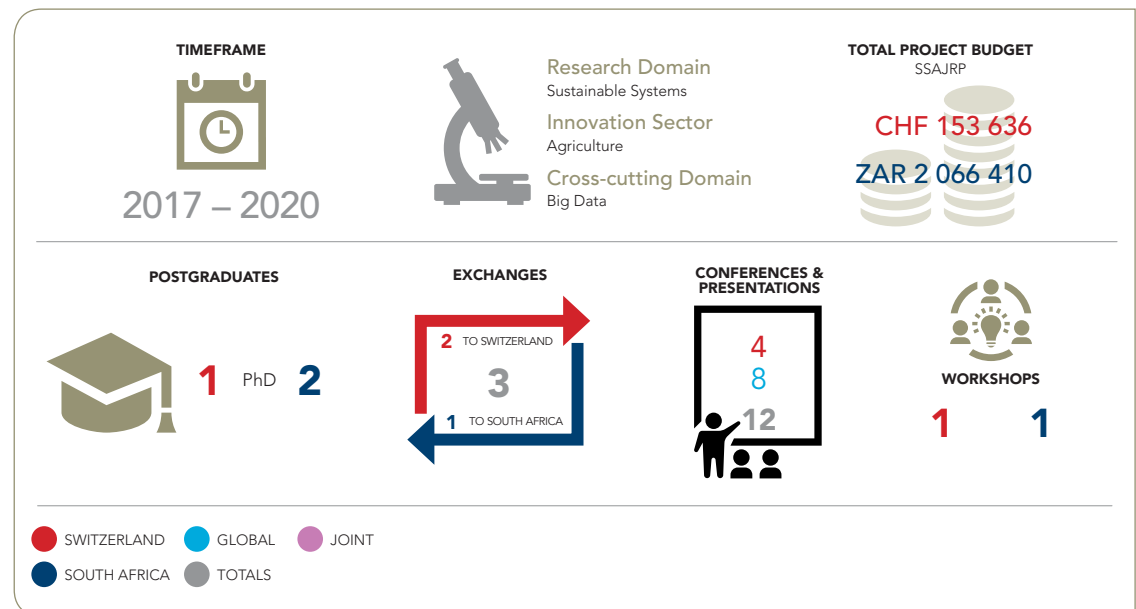 TIMEFRAME
2017 – 2020
Research Domain
Sustainable Systems
Innovation Sector
Agriculture
Cross-cutting Domain
Big Data
TOTAL PROJECT BUDGET
SSAJRP
CHF 153 636
ZAR 2 066 410
POSTGRADUATES
1 PhD 2
EXCHANGES
2 TO SWITZERLAND
3
1 TO SOUTH AFRICA
CONFERENCES &
PRESENTATIONS
4
8
12
WORKSHOPS
1 1
SWITZERLAND GLOBAL JOINT
SOUTH AFRICA TOTALS